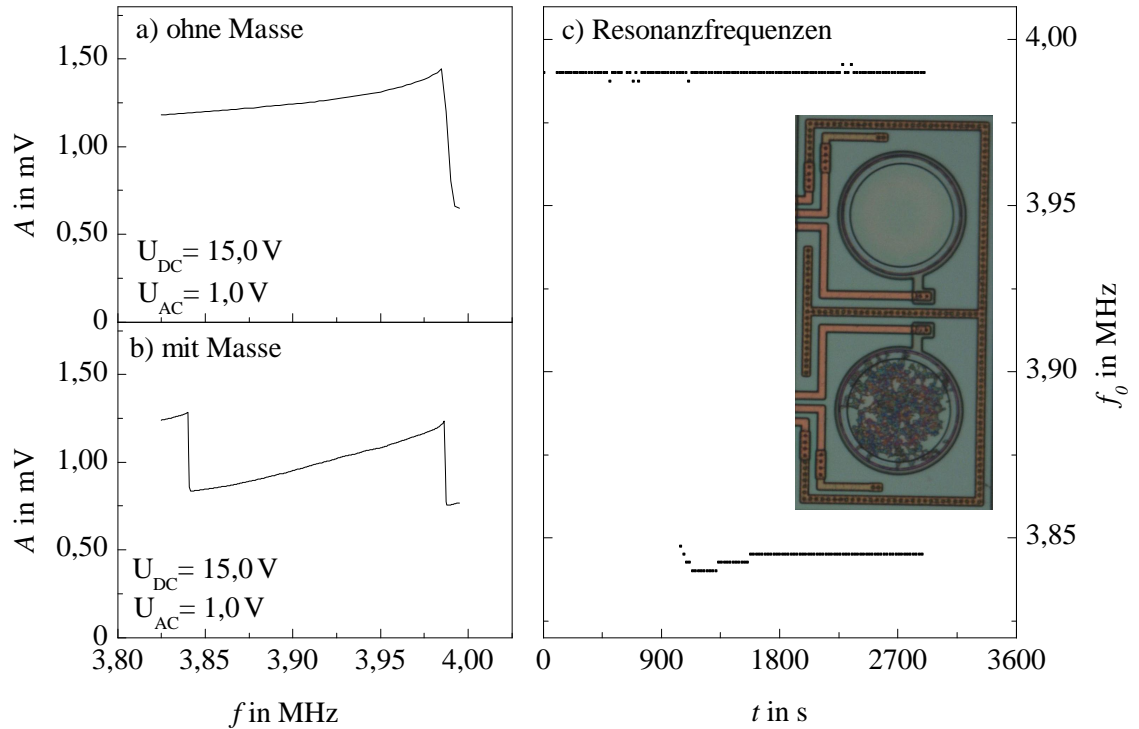 a) ohne Masse
1,50
1,00
0,50
0
A in mV
U_DC= 15,0 V
U_AC= 1,0 V
b) mit Masse
1,50
1,00
0,50
0
A in mV
U_DC= 15,0 V
U_AC= 1,0 V
3,80 3,85 3,90 3,95 4,00
f in MHz
c) Resonanzfrequenzen
4,00
3,95
3,90
3,85
f_0 in MHz
0 900 1800 2700 3600
t in s